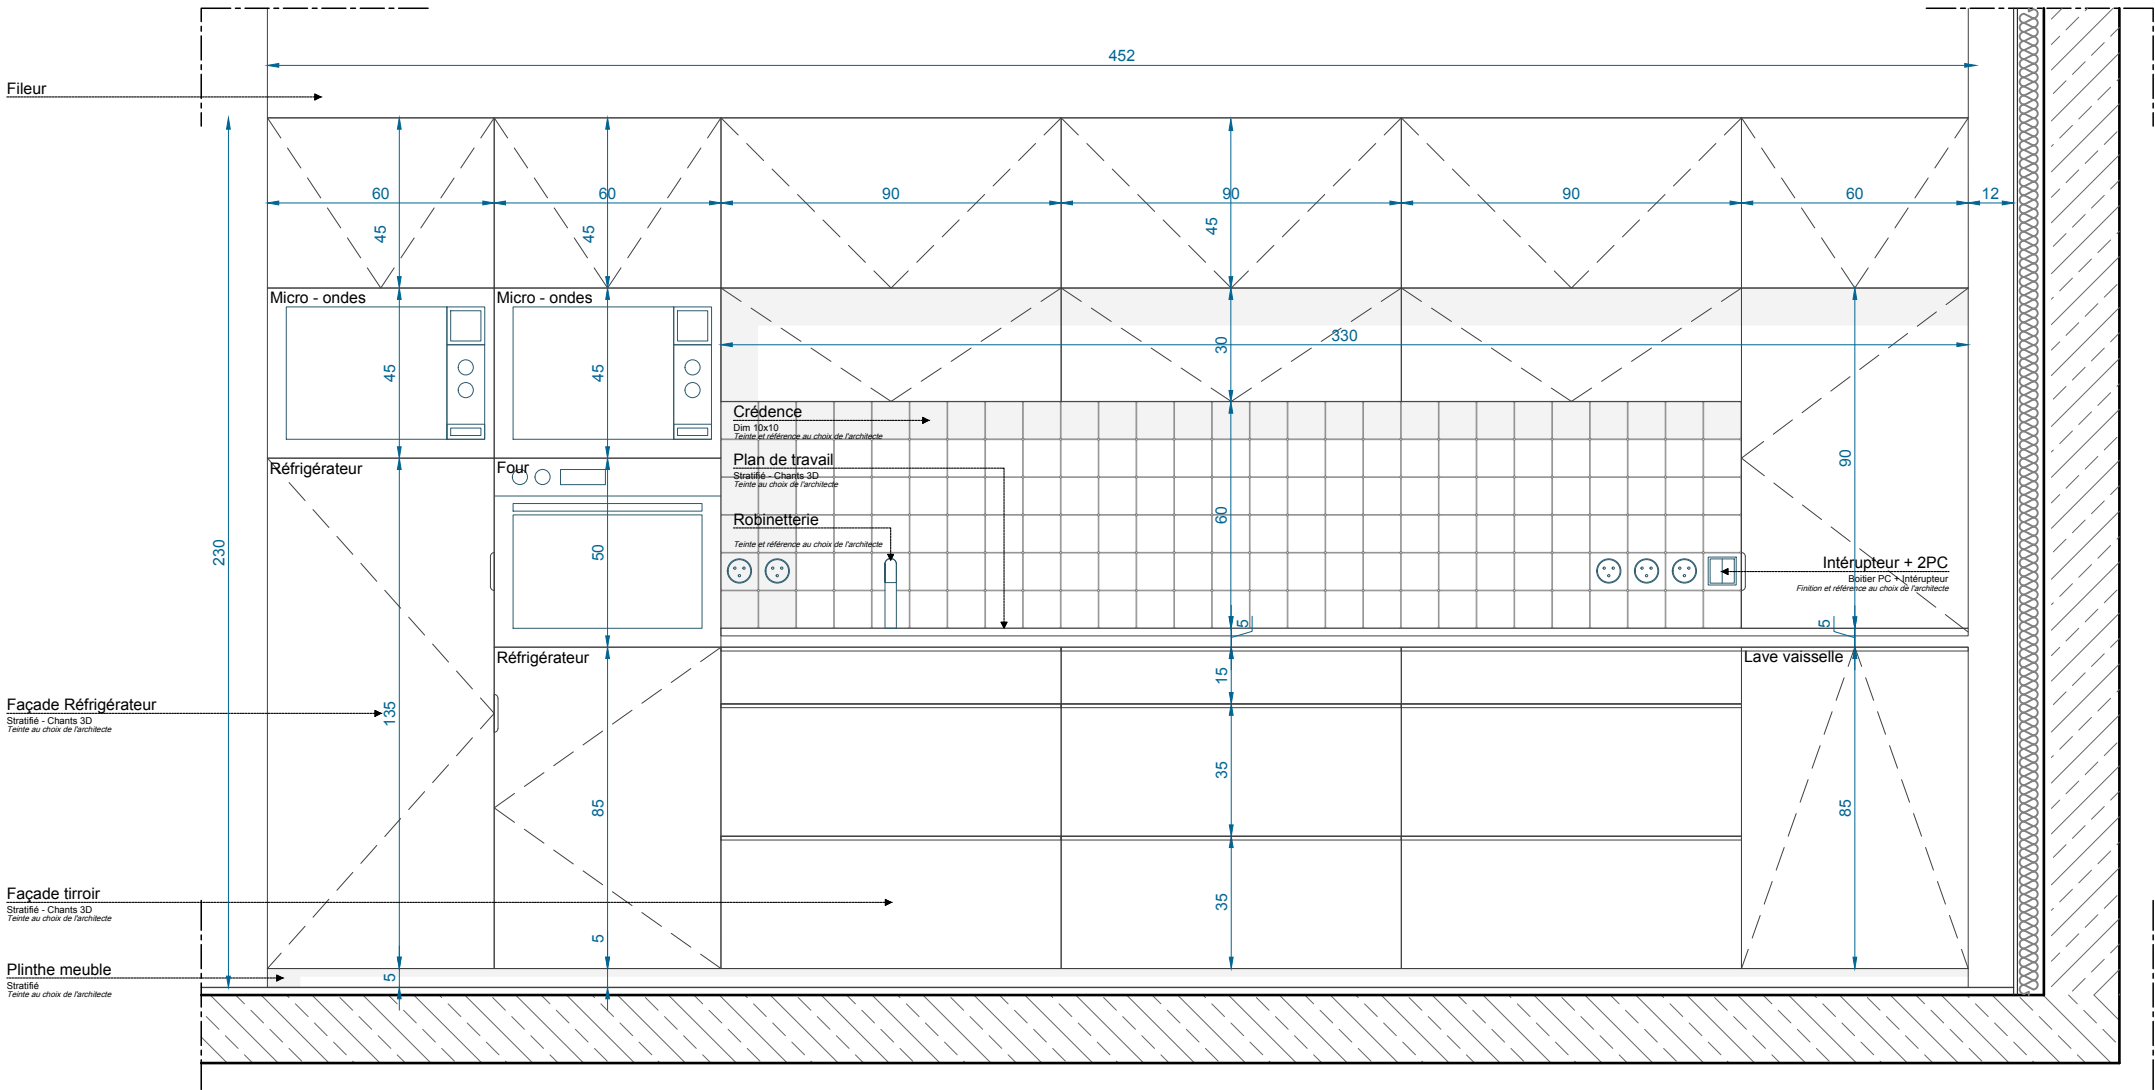 452
Fileur
60
60
90
90
90
60
12
45
45
45
Micro - ondes
Micro - ondes
45
45
30
330
Crédence
Dim 10x10
Teinte et référence au choix de l'architecte
Plan de travail
Stratifié - Chants 3D
Teinte au choix de l'architecte
Réfrigérateur
Four
90
60
Robinetterie
Teinte et référence au choix de l'architecte
230
50
Intérupteur + 2PC
Boitier PC + Intérupteur
Finition et référence au choix de l'architecte
5
5
Réfrigérateur
Lave vaisselle
15
Façade Réfrigérateur
Stratifié - Chants 3D
Teinte au choix de l'architecte
135
35
85
85
Façade tirroir
Stratifié - Chants 3D
Teinte au choix de l'architecte
35
5
Plinthe meuble
Stratifié
Teinte au choix de l'architecte
5